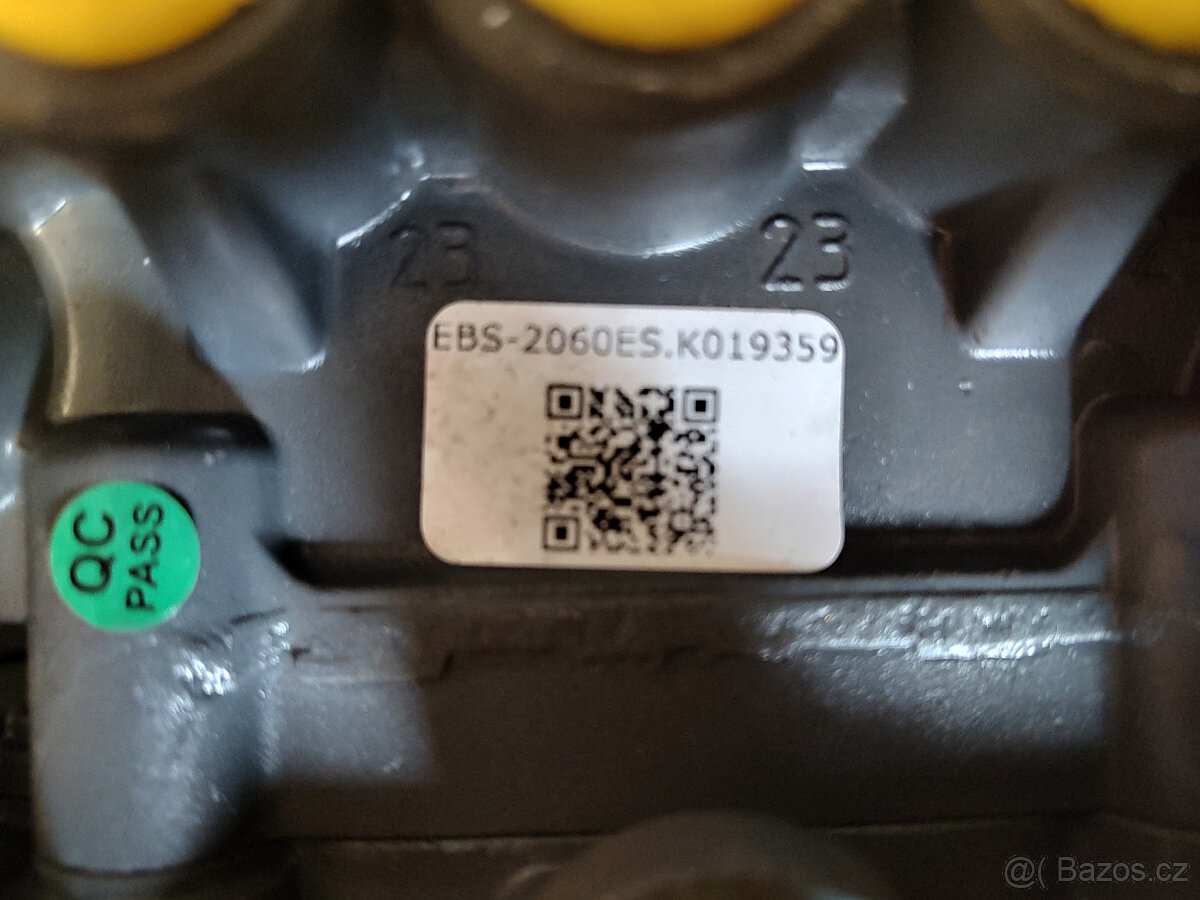 23
23
EBS-2060ES.K019359
QC
PASS
@( Bazos.cz